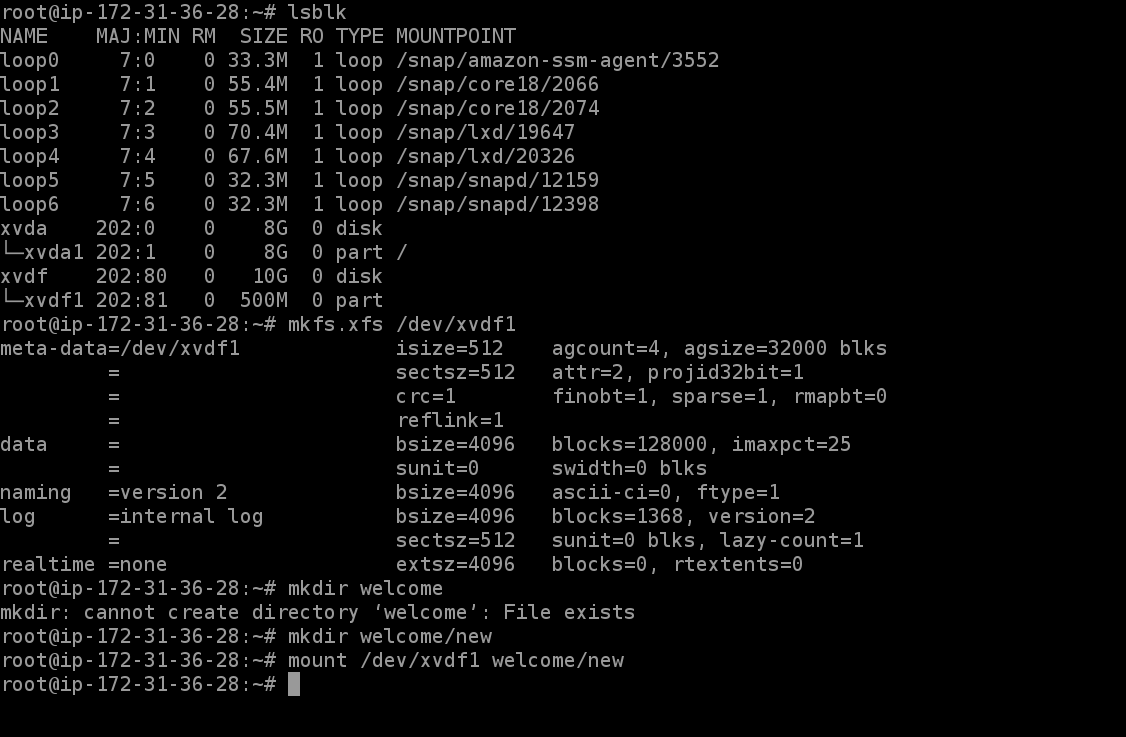 root@ip-172-31-36-28:~# lsblk
NAME    MAJ:MIN RM   SIZE RO TYPE MOUNTPOINT
loop0     7:0    0  33.3M  1 loop /snap/amazon-ssm-agent/3552
loop1     7:1    0  55.4M  1 loop /snap/core18/2066
loop2     7:2    0  55.5M  1 loop /snap/core18/2074
loop3     7:3    0  70.4M  1 loop /snap/lxd/19647
loop4     7:4    0  67.6M  1 loop /snap/lxd/20326
loop5     7:5    0  32.3M  1 loop /snap/snapd/12159
loop6     7:6    0  32.3M  1 loop /snap/snapd/12398
xvda    202:0    0     8G  0 disk
└─xvda1 202:1    0     8G  0 part /
xvdf    202:80   0    10G  0 disk
└─xvdf1 202:81   0   500M  0 part
root@ip-172-31-36-28:~# mkfs.xfs /dev/xvdf1
meta-data=/dev/xvdf1             isize=512    agcount=4, agsize=32000 blks
         =                       sectsz=512   attr=2, projid32bit=1
         =                       crc=1        finobt=1, sparse=1, rmapbt=0
         =                       reflink=1
data     =                       bsize=4096   blocks=128000, imaxpct=25
         =                       sunit=0      swidth=0 blks
naming   =version 2              bsize=4096   ascii-ci=0, ftype=1
log      =internal log           bsize=4096   blocks=1368, version=2
         =                       sectsz=512   sunit=0 blks, lazy-count=1
realtime =none                   extsz=4096   blocks=0, rtextents=0
root@ip-172-31-36-28:~# mkdir welcome
mkdir: cannot create directory ‘welcome’: File exists
root@ip-172-31-36-28:~# mkdir welcome/new
root@ip-172-31-36-28:~# mount /dev/xvdf1 welcome/new
root@ip-172-31-36-28:~#